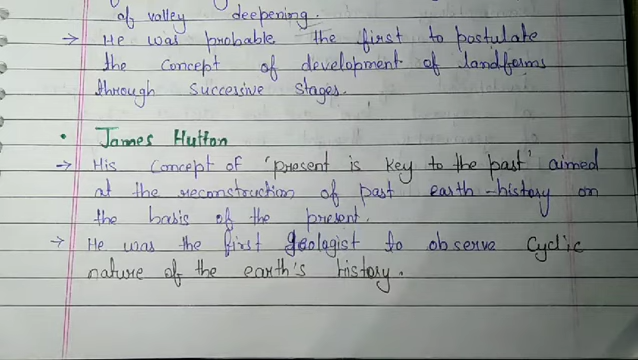 of valley deepening.
→ He was probable the first to postulate
the concept of development of landforms
through successive stages.
• James Hutton
→ His concept of 'present is key to the past' aimed
at the reconstruction of past earth-history on
the basis of the present.
→ He was the first geologist to observe cyclic
nature of the earth's history.